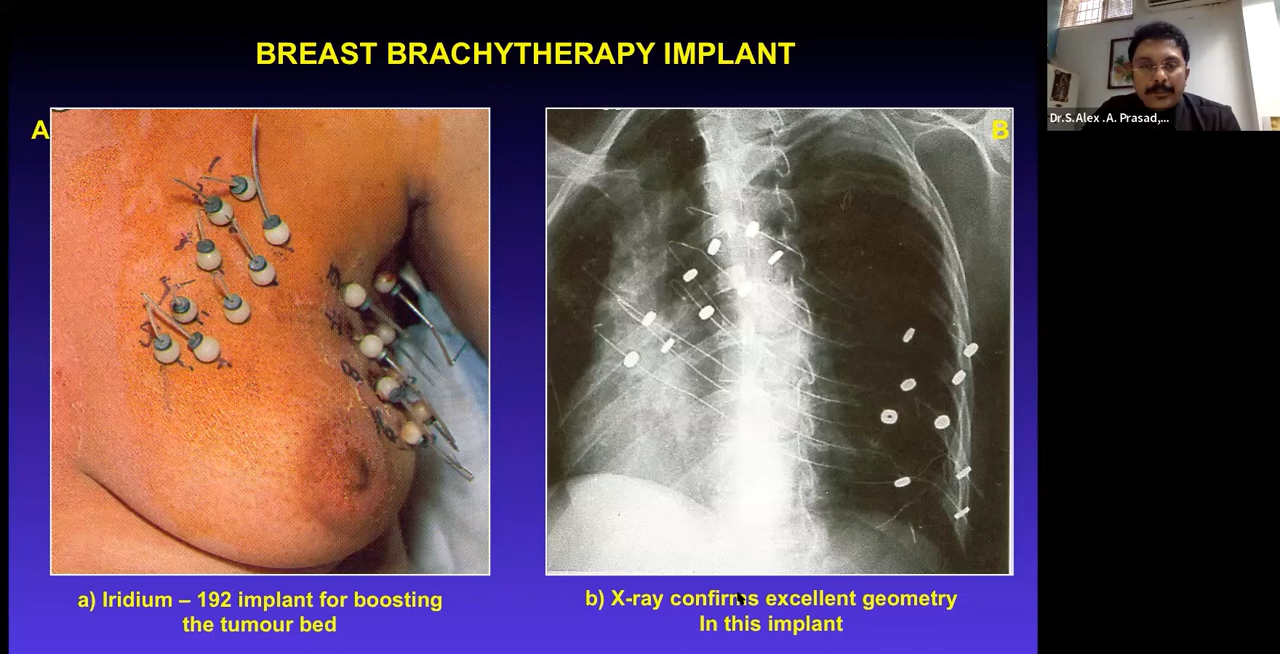 BREAST BRACHYTHERAPY IMPLANT
A
B
a) Iridium – 192 implant for boosting
the tumour bed
b) X-ray confirms excellent geometry
In this implant
Dr.S.Alex .A. Prasad,...